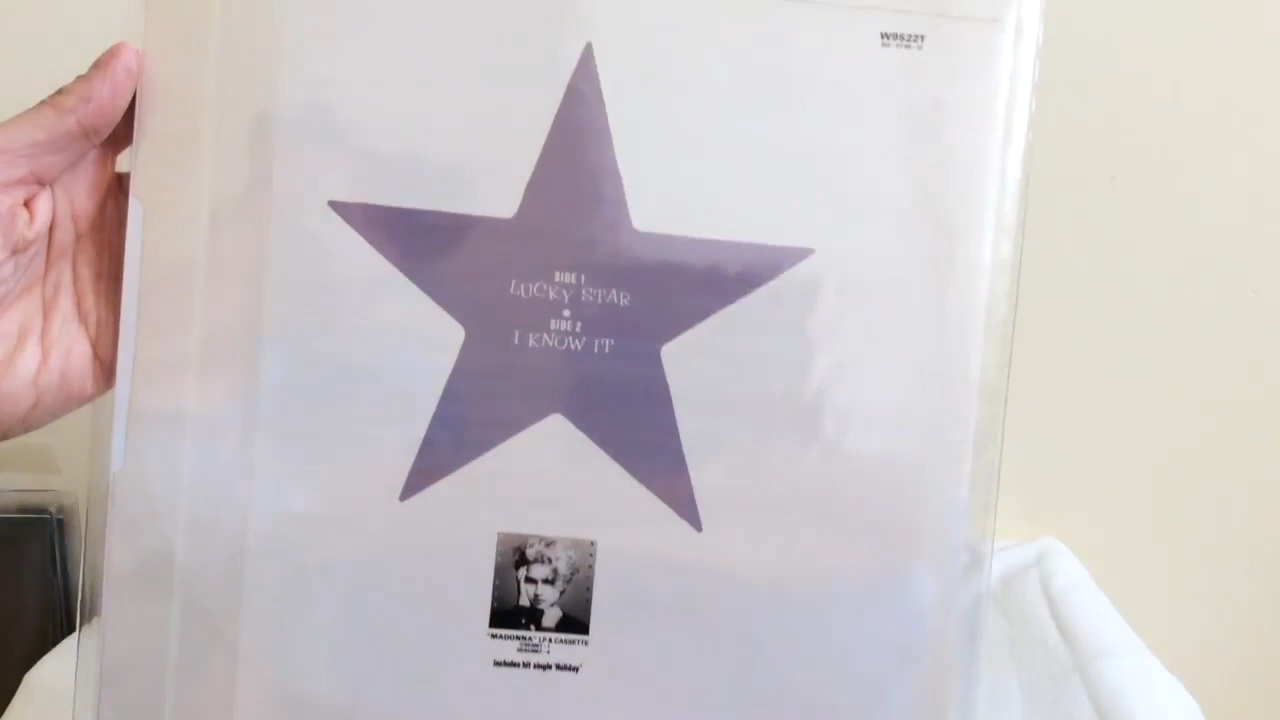 W9522T
SIDE 1
LUCKY STAR
SIDE 2
I KNOW IT
"MADONNA" LP & CASSETTE
Includes hit single 'Holiday'